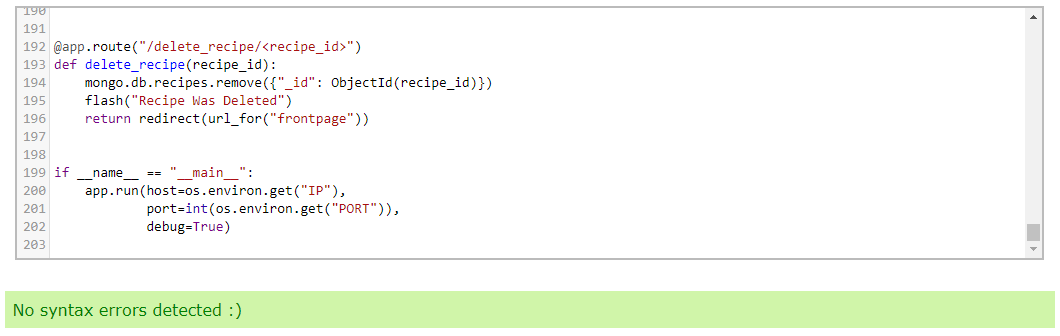 190
191
192 @app.route("/delete_recipe/<recipe_id>")
193 def delete_recipe(recipe_id):
194     mongo.db.recipes.remove({"_id": ObjectId(recipe_id)})
195     flash("Recipe Was Deleted")
196     return redirect(url_for("frontpage"))
197
198
199 if __name__ == "__main__":
200     app.run(host=os.environ.get("IP"),
201             port=int(os.environ.get("PORT")),
202             debug=True)
203
No syntax errors detected :)